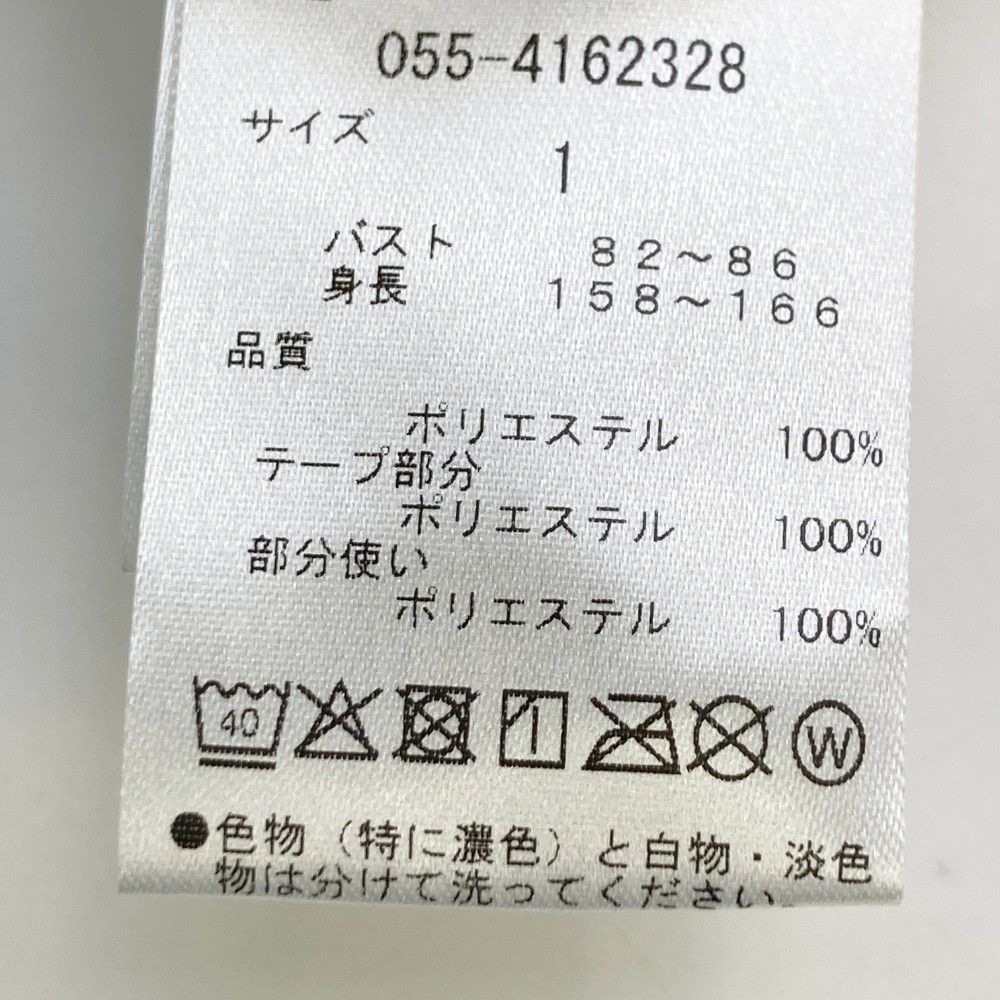 055-4162328
サイズ
1
バスト 82～86
身長 158～166
品質
ポリエステル 100%
テープ部分
ポリエステル 100%
部分使い
ポリエステル 100%
40 W
●色物（特に濃色）と白物・淡色
物は分けて洗ってください。